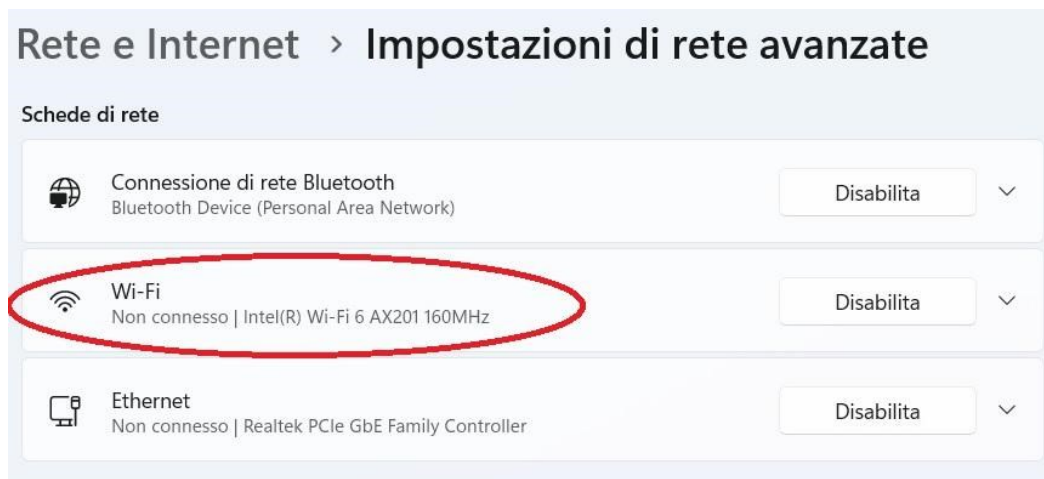 Rete e Internet > Impostazioni di rete avanzate
Schede di rete
Connessione di rete Bluetooth
Bluetooth Device (Personal Area Network)
Disabilita
Wi-Fi
Non connesso | Intel(R) Wi-Fi 6 AX201 160MHz
Disabilita
Ethernet
Non connesso | Realtek PCIe GbE Family Controller
Disabilita